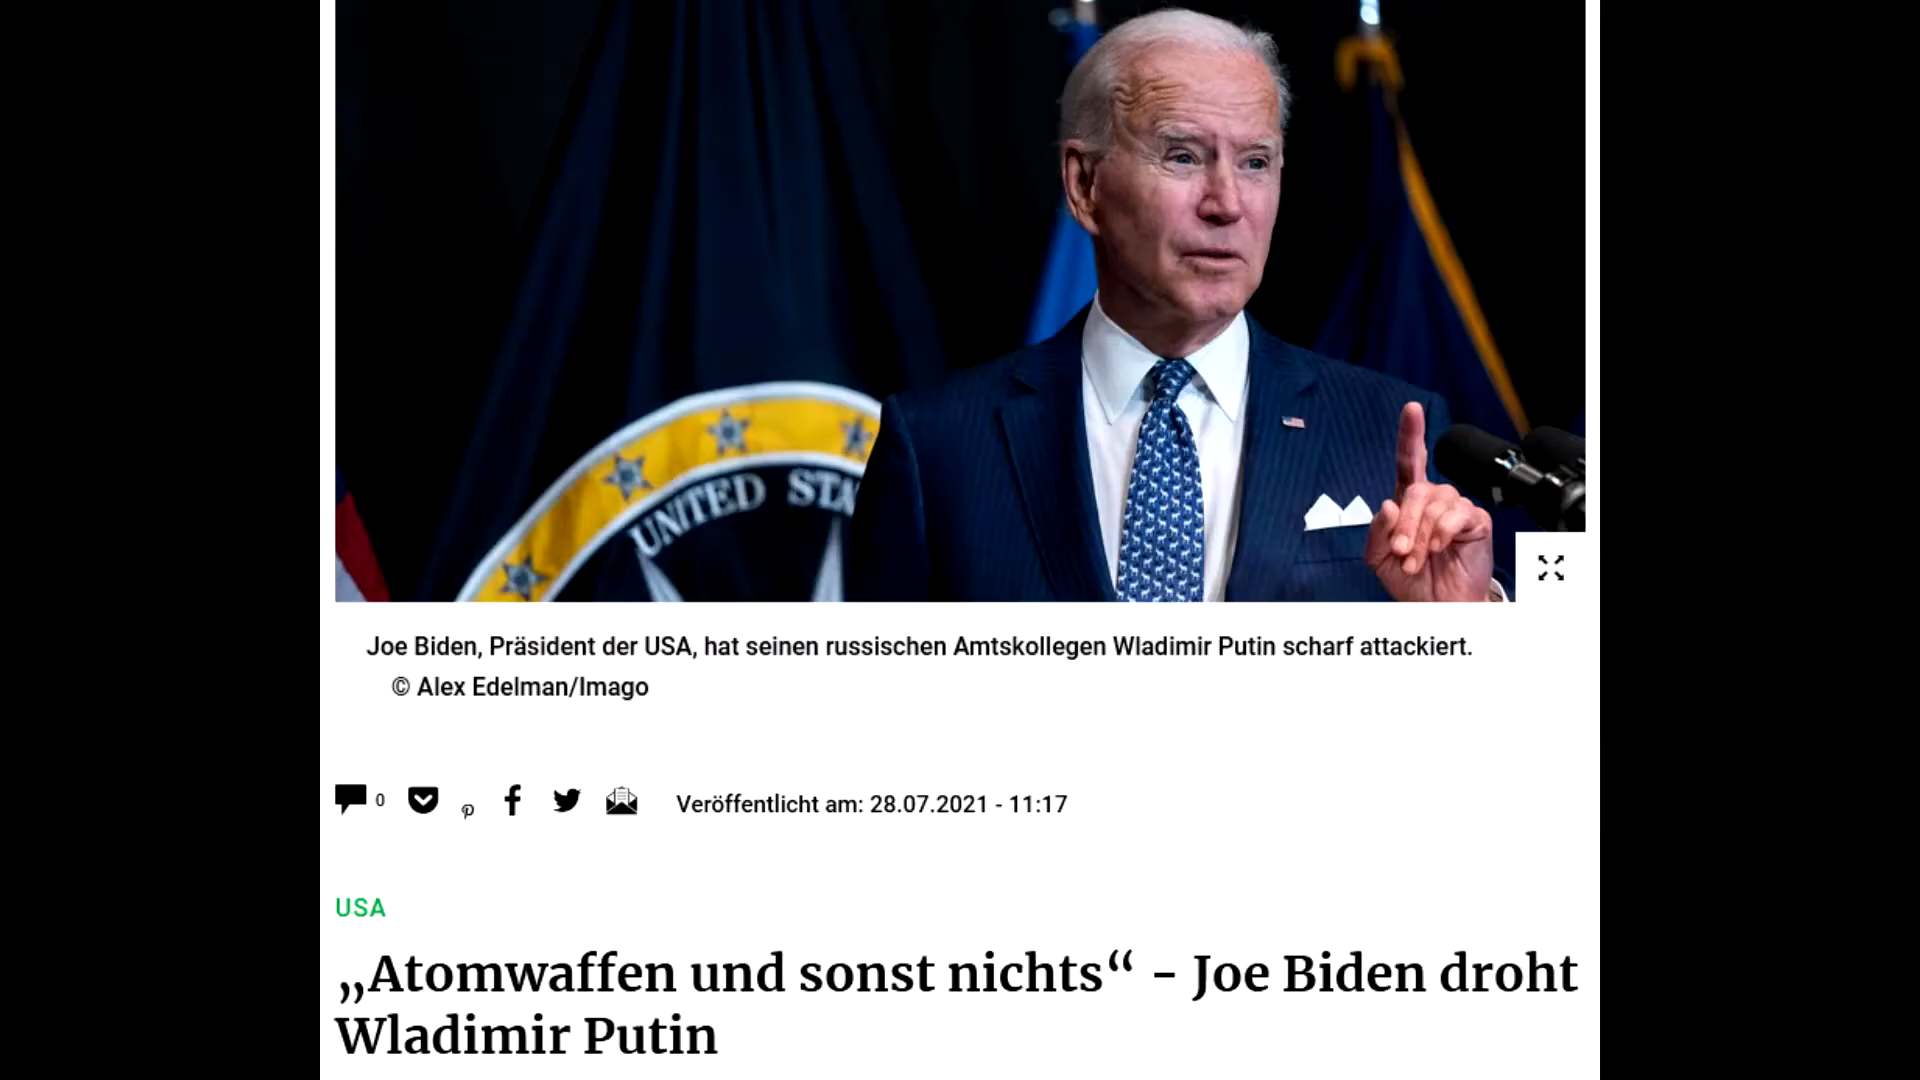 UNITED STA
Joe Biden, Präsident der USA, hat seinen russischen Amtskollegen Wladimir Putin scharf attackiert.
© Alex Edelman/Imago
0
Veröffentlicht am: 28.07.2021 - 11:17
USA
„Atomwaffen und sonst nichts“ - Joe Biden droht
Wladimir Putin